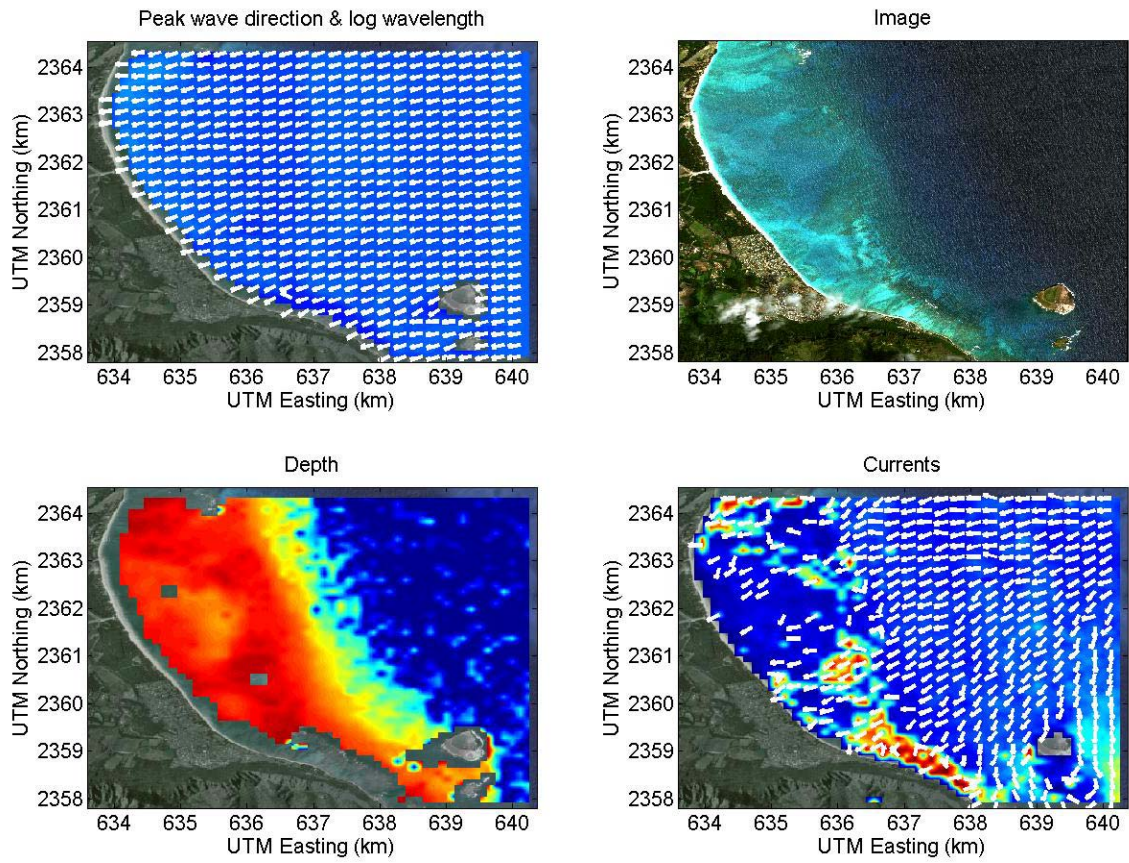 Peak wave direction & log wavelength
2364
2363
2362
2361
2360
2359
2358
UTM Northing (km)
634 635 636 637 638 639 640
UTM Easting (km)
Image
2364
2363
2362
2361
2360
2359
2358
UTM Northing (km)
634 635 636 637 638 639 640
UTM Easting (km)
Depth
2364
2363
2362
2361
2360
2359
2358
UTM Northing (km)
634 635 636 637 638 639 640
UTM Easting (km)
Currents
2364
2363
2362
2361
2360
2359
2358
UTM Northing (km)
634 635 636 637 638 639 640
UTM Easting (km)